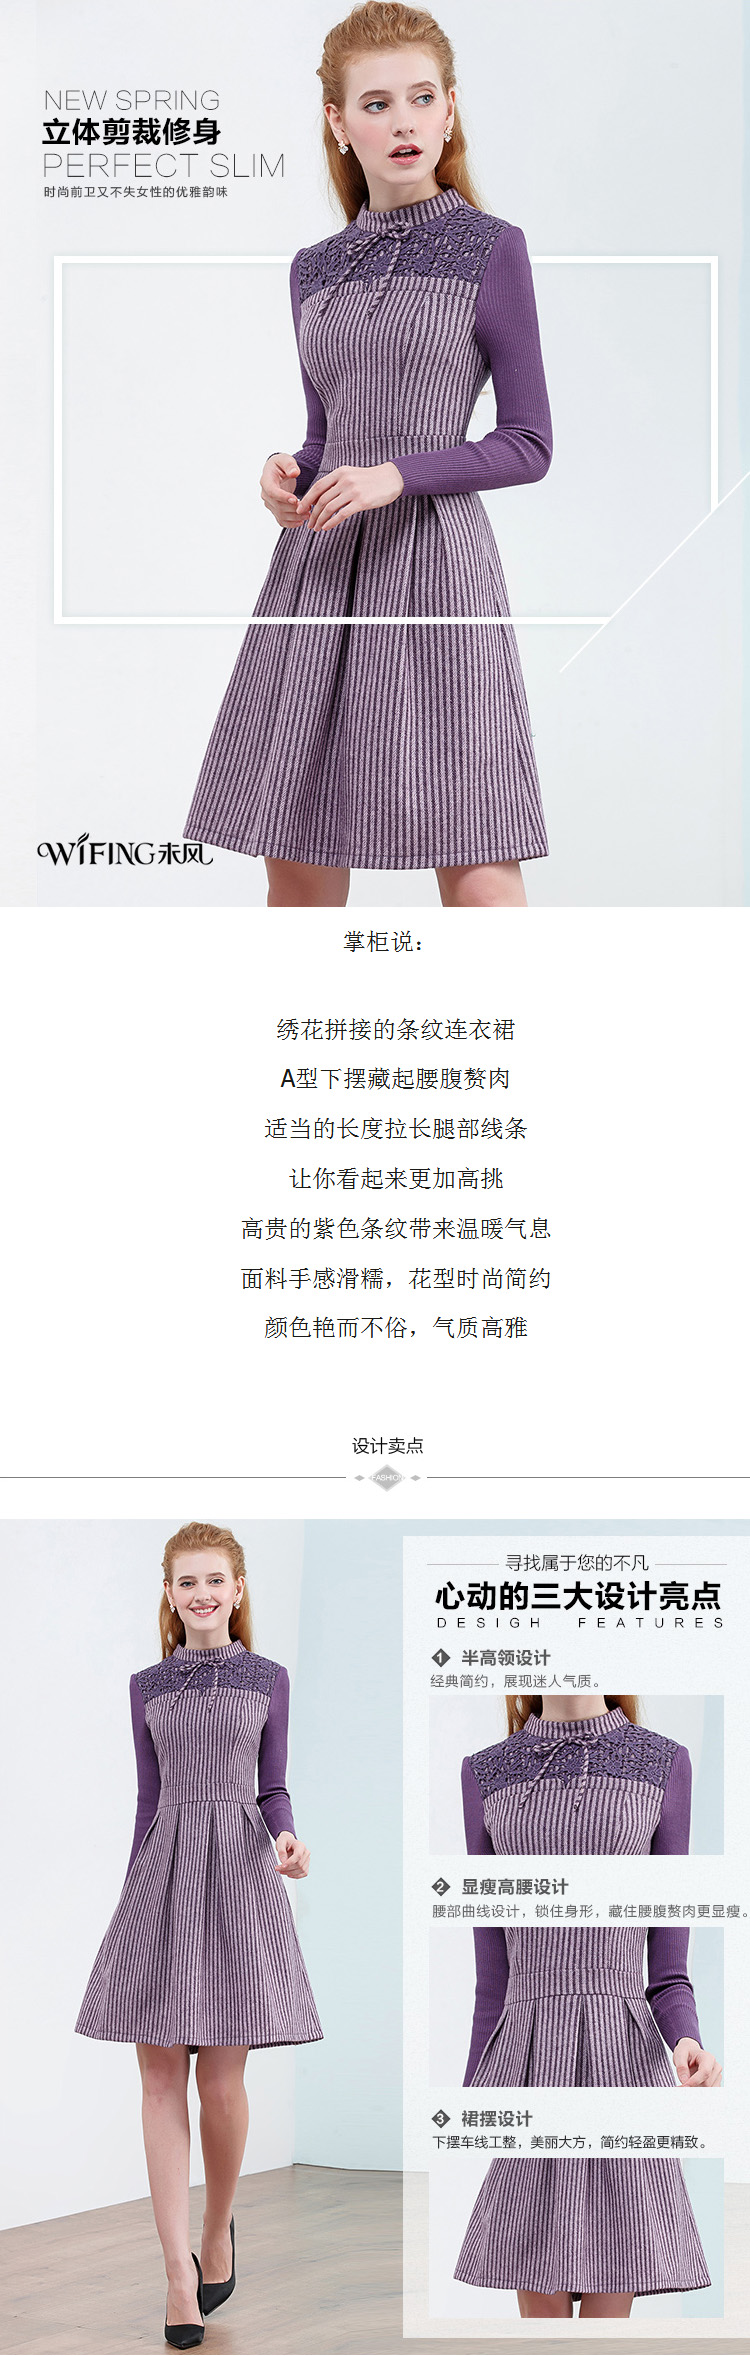 NEW SPRING
立体剪裁修身
PERFECT SLIM
时尚前卫又不失女性的优雅韵味
WIFING未风
掌柜说：
绣花拼接的条纹连衣裙
A型下摆藏起腰腹赘肉
适当的长度拉长腿部线条
让你看起来更加高挑
高贵的紫色条纹带来温暖气息
面料手感滑糯，花型时尚简约
颜色艳而不俗，气质高雅
设计卖点
FASHION
寻找属于您的不凡
心动的三大设计亮点
DESIGH FEATURES
1 半高领设计
经典简约，展现迷人气质。
2 显瘦高腰设计
腰部曲线设计，锁住身形，藏住腰腹赘肉更显瘦。
3 裙摆设计
下摆车线工整，美丽大方，简约轻盈更精致。